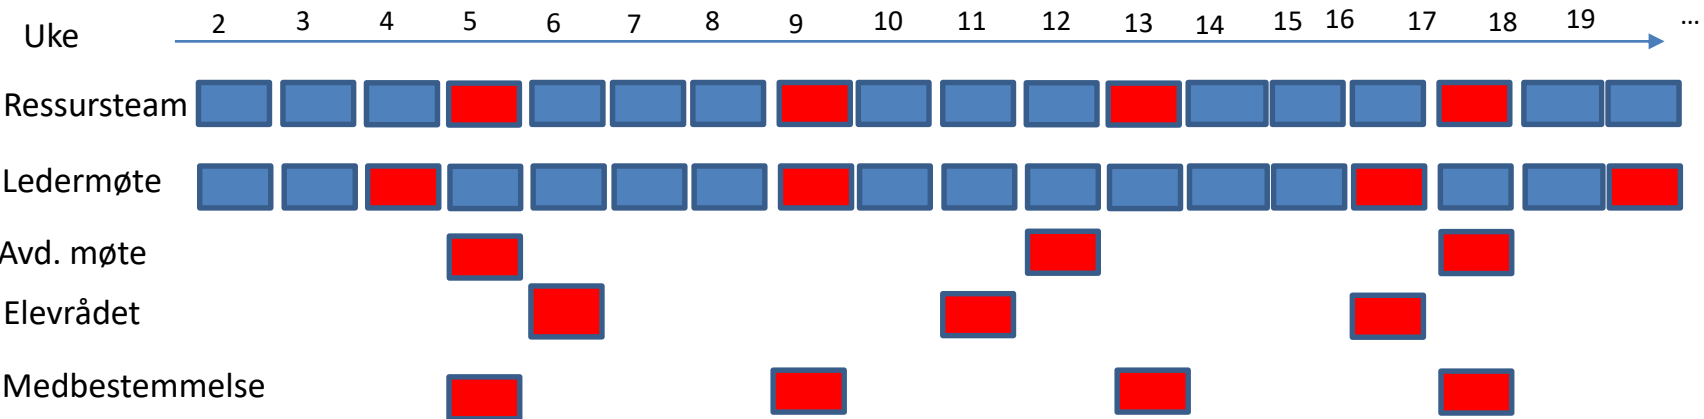 Uke 2 3 4 5 6 7 8 9 10 11 12 13 14 15 16 17 18 19 ...
Ressursteam
Ledermøte
Avd. møte
Elevrådet
Medbestemmelse